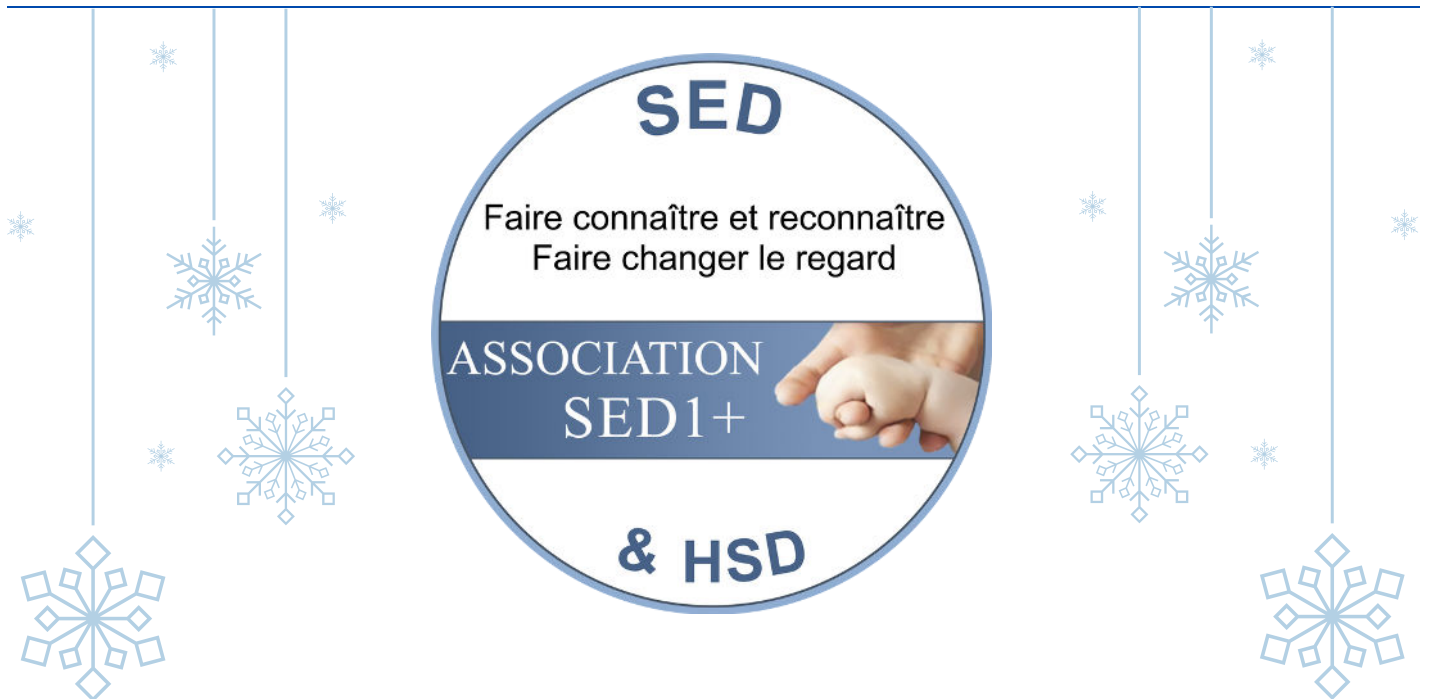 SED
Faire connaître et reconnaître
Faire changer le regard
ASSOCIATION
SED1+
& HSD